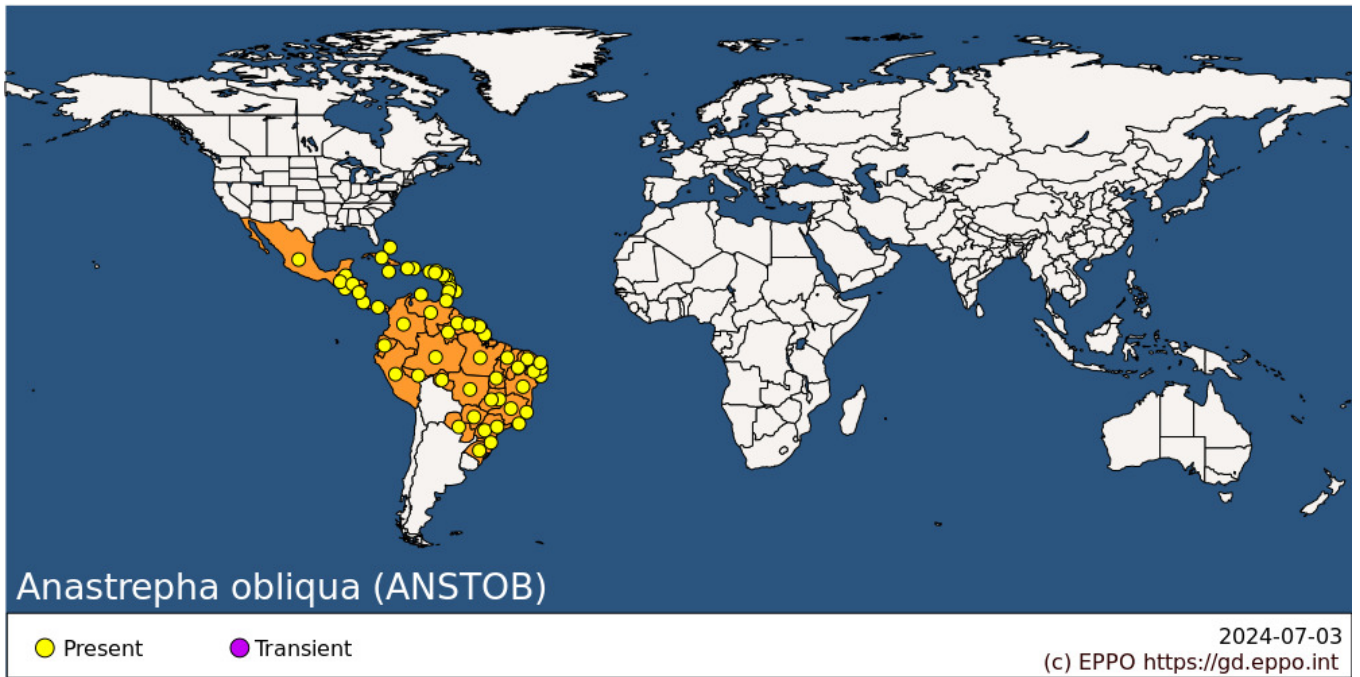 Anastrepha obliqua (ANSTOB)
Present
Transient
2024-07-03
(c) EPPO https://gd.eppo.int